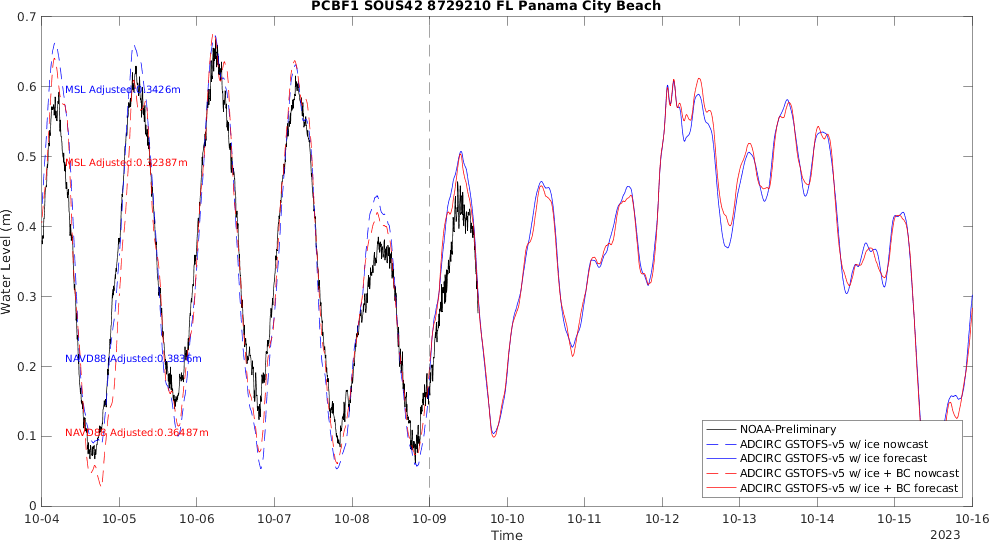 PCBF1 SOUS42 8729210 FL Panama City Beach
Water Level (m)
0.7
0.6
0.5
0.4
0.3
0.2
0.1
0
MSL Adjusted:0.3426m
MSL Adjusted:0.32387m
NAVD88 Adjusted:0.3836m
NAVD88 Adjusted:0.36487m
NOAA-Preliminary
ADCIRC GSTOFS-v5 w/ ice nowcast
ADCIRC GSTOFS-v5 w/ ice forecast
ADCIRC GSTOFS-v5 w/ ice + BC nowcast
ADCIRC GSTOFS-v5 w/ ice + BC forecast
10-04 10-05 10-06 10-07 10-08 10-09 10-10 10-11 10-12 10-13 10-14 10-15 10-16
Time
2023